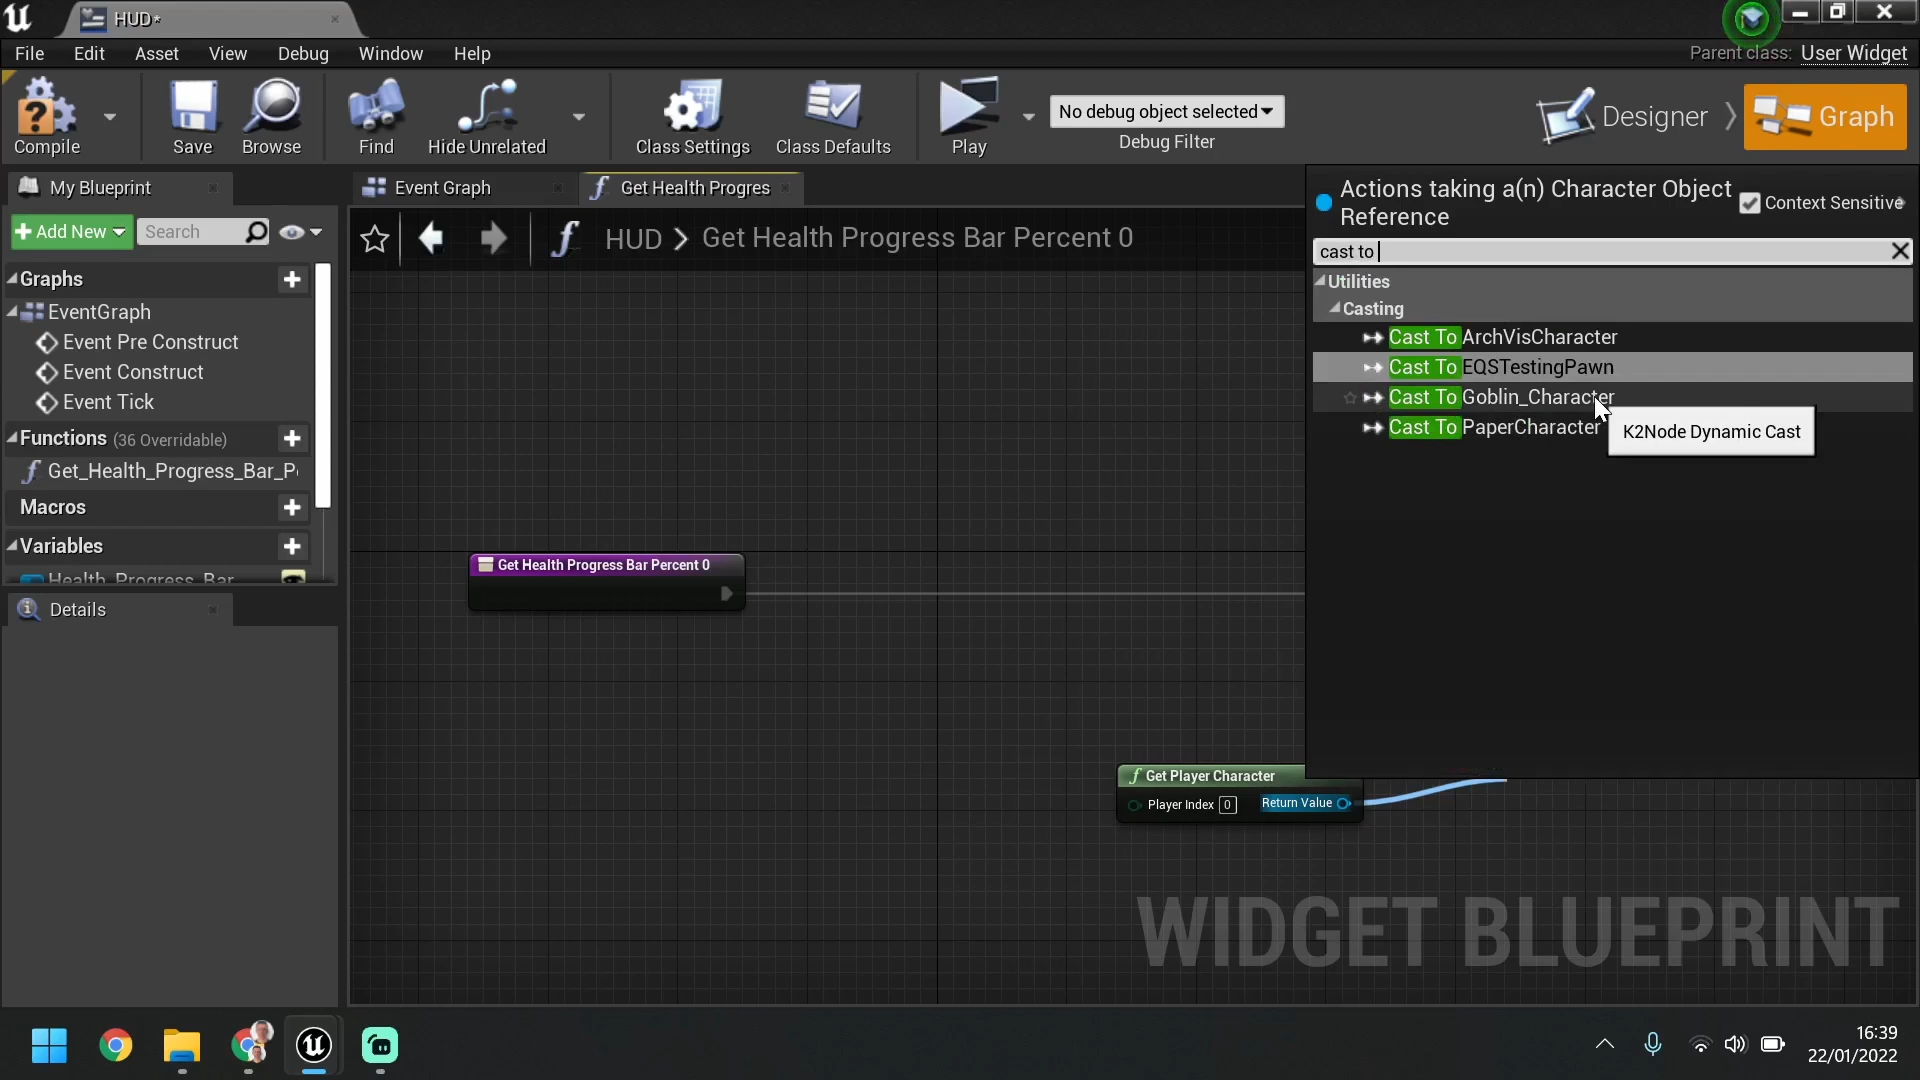 HUD*
File Edit Asset View Debug Window Help
Parent class: User Widget
Compile
Save
Browse
Find
Hide Unrelated
Class Settings
Class Defaults
Play
No debug object selected
Debug Filter
Designer
Graph
My Blueprint
Event Graph
Get Health Progres
Add New
Search
HUD > Get Health Progress Bar Percent 0
Graphs
EventGraph
Event Pre Construct
Event Construct
Event Tick
Functions (36 Overridable)
Get_Health_Progress_Bar_P
Macros
Variables
Health_Progress_Bar
Details
Get Health Progress Bar Percent 0
Get Player Character
Player Index 0 Return Value
Actions taking a(n) Character Object
Reference
Context Sensitive
cast to
Utilities
Casting
Cast To ArchVisCharacter
Cast To EQSTestingPawn
Cast To Goblin_Character
Cast To PaperCharacter
K2Node Dynamic Cast
WIDGET BLUEPRINT
16:39
22/01/2022